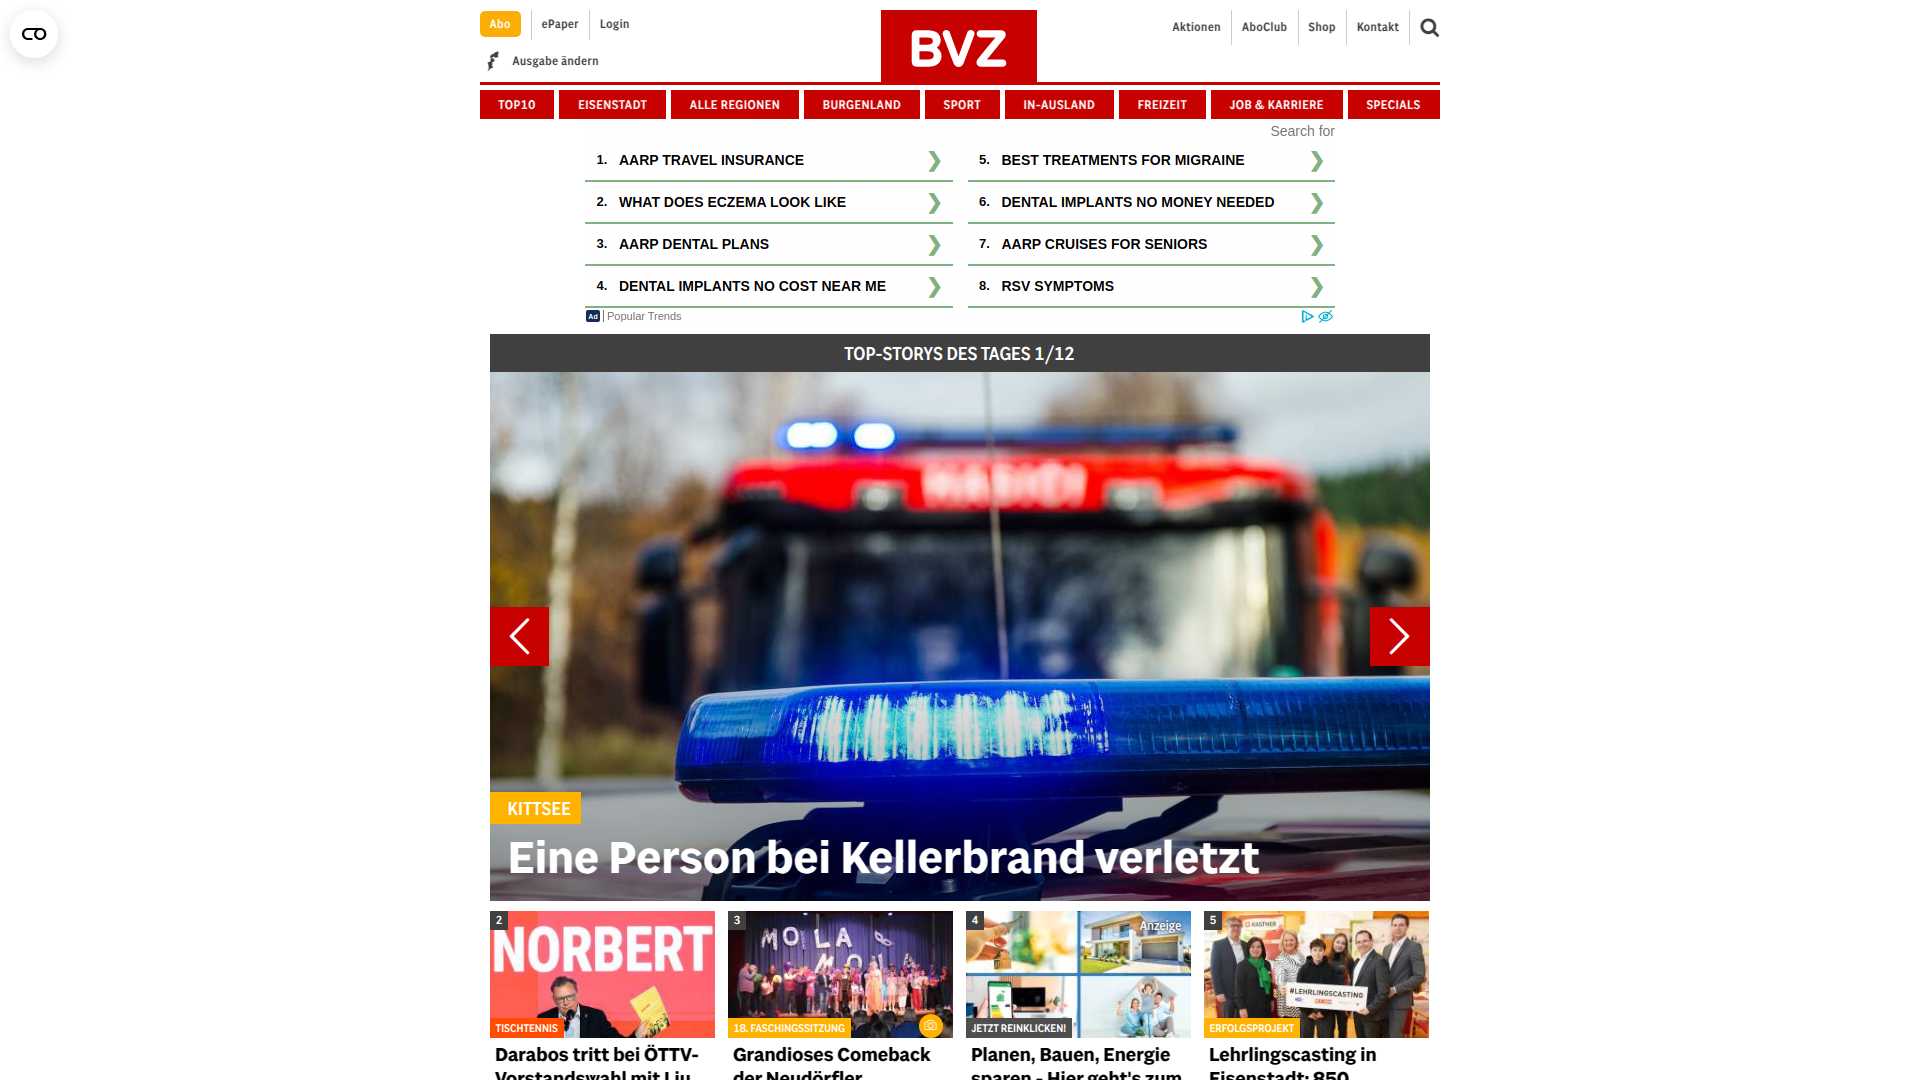 Abo
ePaper
Login
Ausgabe ändern
BVZ
Aktionen
AboClub
Shop
Kontakt
TOP10
EISENSTADT
ALLE REGIONEN
BURGENLAND
SPORT
IN-AUSLAND
FREIZEIT
JOB & KARRIERE
SPECIALS
Search for
1. AARP TRAVEL INSURANCE
2. WHAT DOES ECZEMA LOOK LIKE
3. AARP DENTAL PLANS
4. DENTAL IMPLANTS NO COST NEAR ME
5. BEST TREATMENTS FOR MIGRAINE
6. DENTAL IMPLANTS NO MONEY NEEDED
7. AARP CRUISES FOR SENIORS
8. RSV SYMPTOMS
Ad Popular Trends
TOP-STORYS DES TAGES 1/12
KITTSEE
Eine Person bei Kellerbrand verletzt
2
NORBERT
TISCHTENNIS
Darabos tritt bei ÖTTV-
Vorstandswahl mit Liu
3
MOLA
18. FASCHINGSSITZUNG
Grandioses Comeback
der Neudörfler
4
Anzeige
JETZT REINKLICKEN!
Planen, Bauen, Energie
sparen - Hier geht's zum
5
KASTNER
#LEHRLINGSCASTING
ERFOLGSPROJEKT
Lehrlingscasting in
Eisenstadt: 850